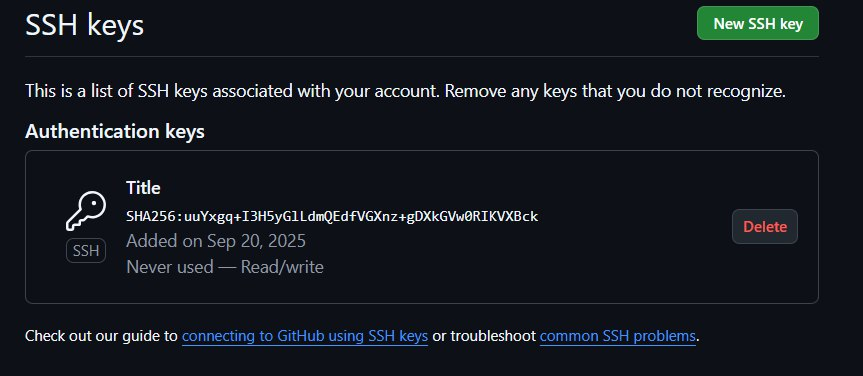 SSH keys
New SSH key
This is a list of SSH keys associated with your account. Remove any keys that you do not recognize.
Authentication keys
Title
SHA256:uuYxgq+I3H5yGlLdmQEdfVGXnz+gDXkGVw0RIKVXBck
SSH
Added on Sep 20, 2025
Never used — Read/write
Delete
Check out our guide to connecting to GitHub using SSH keys or troubleshoot common SSH problems.